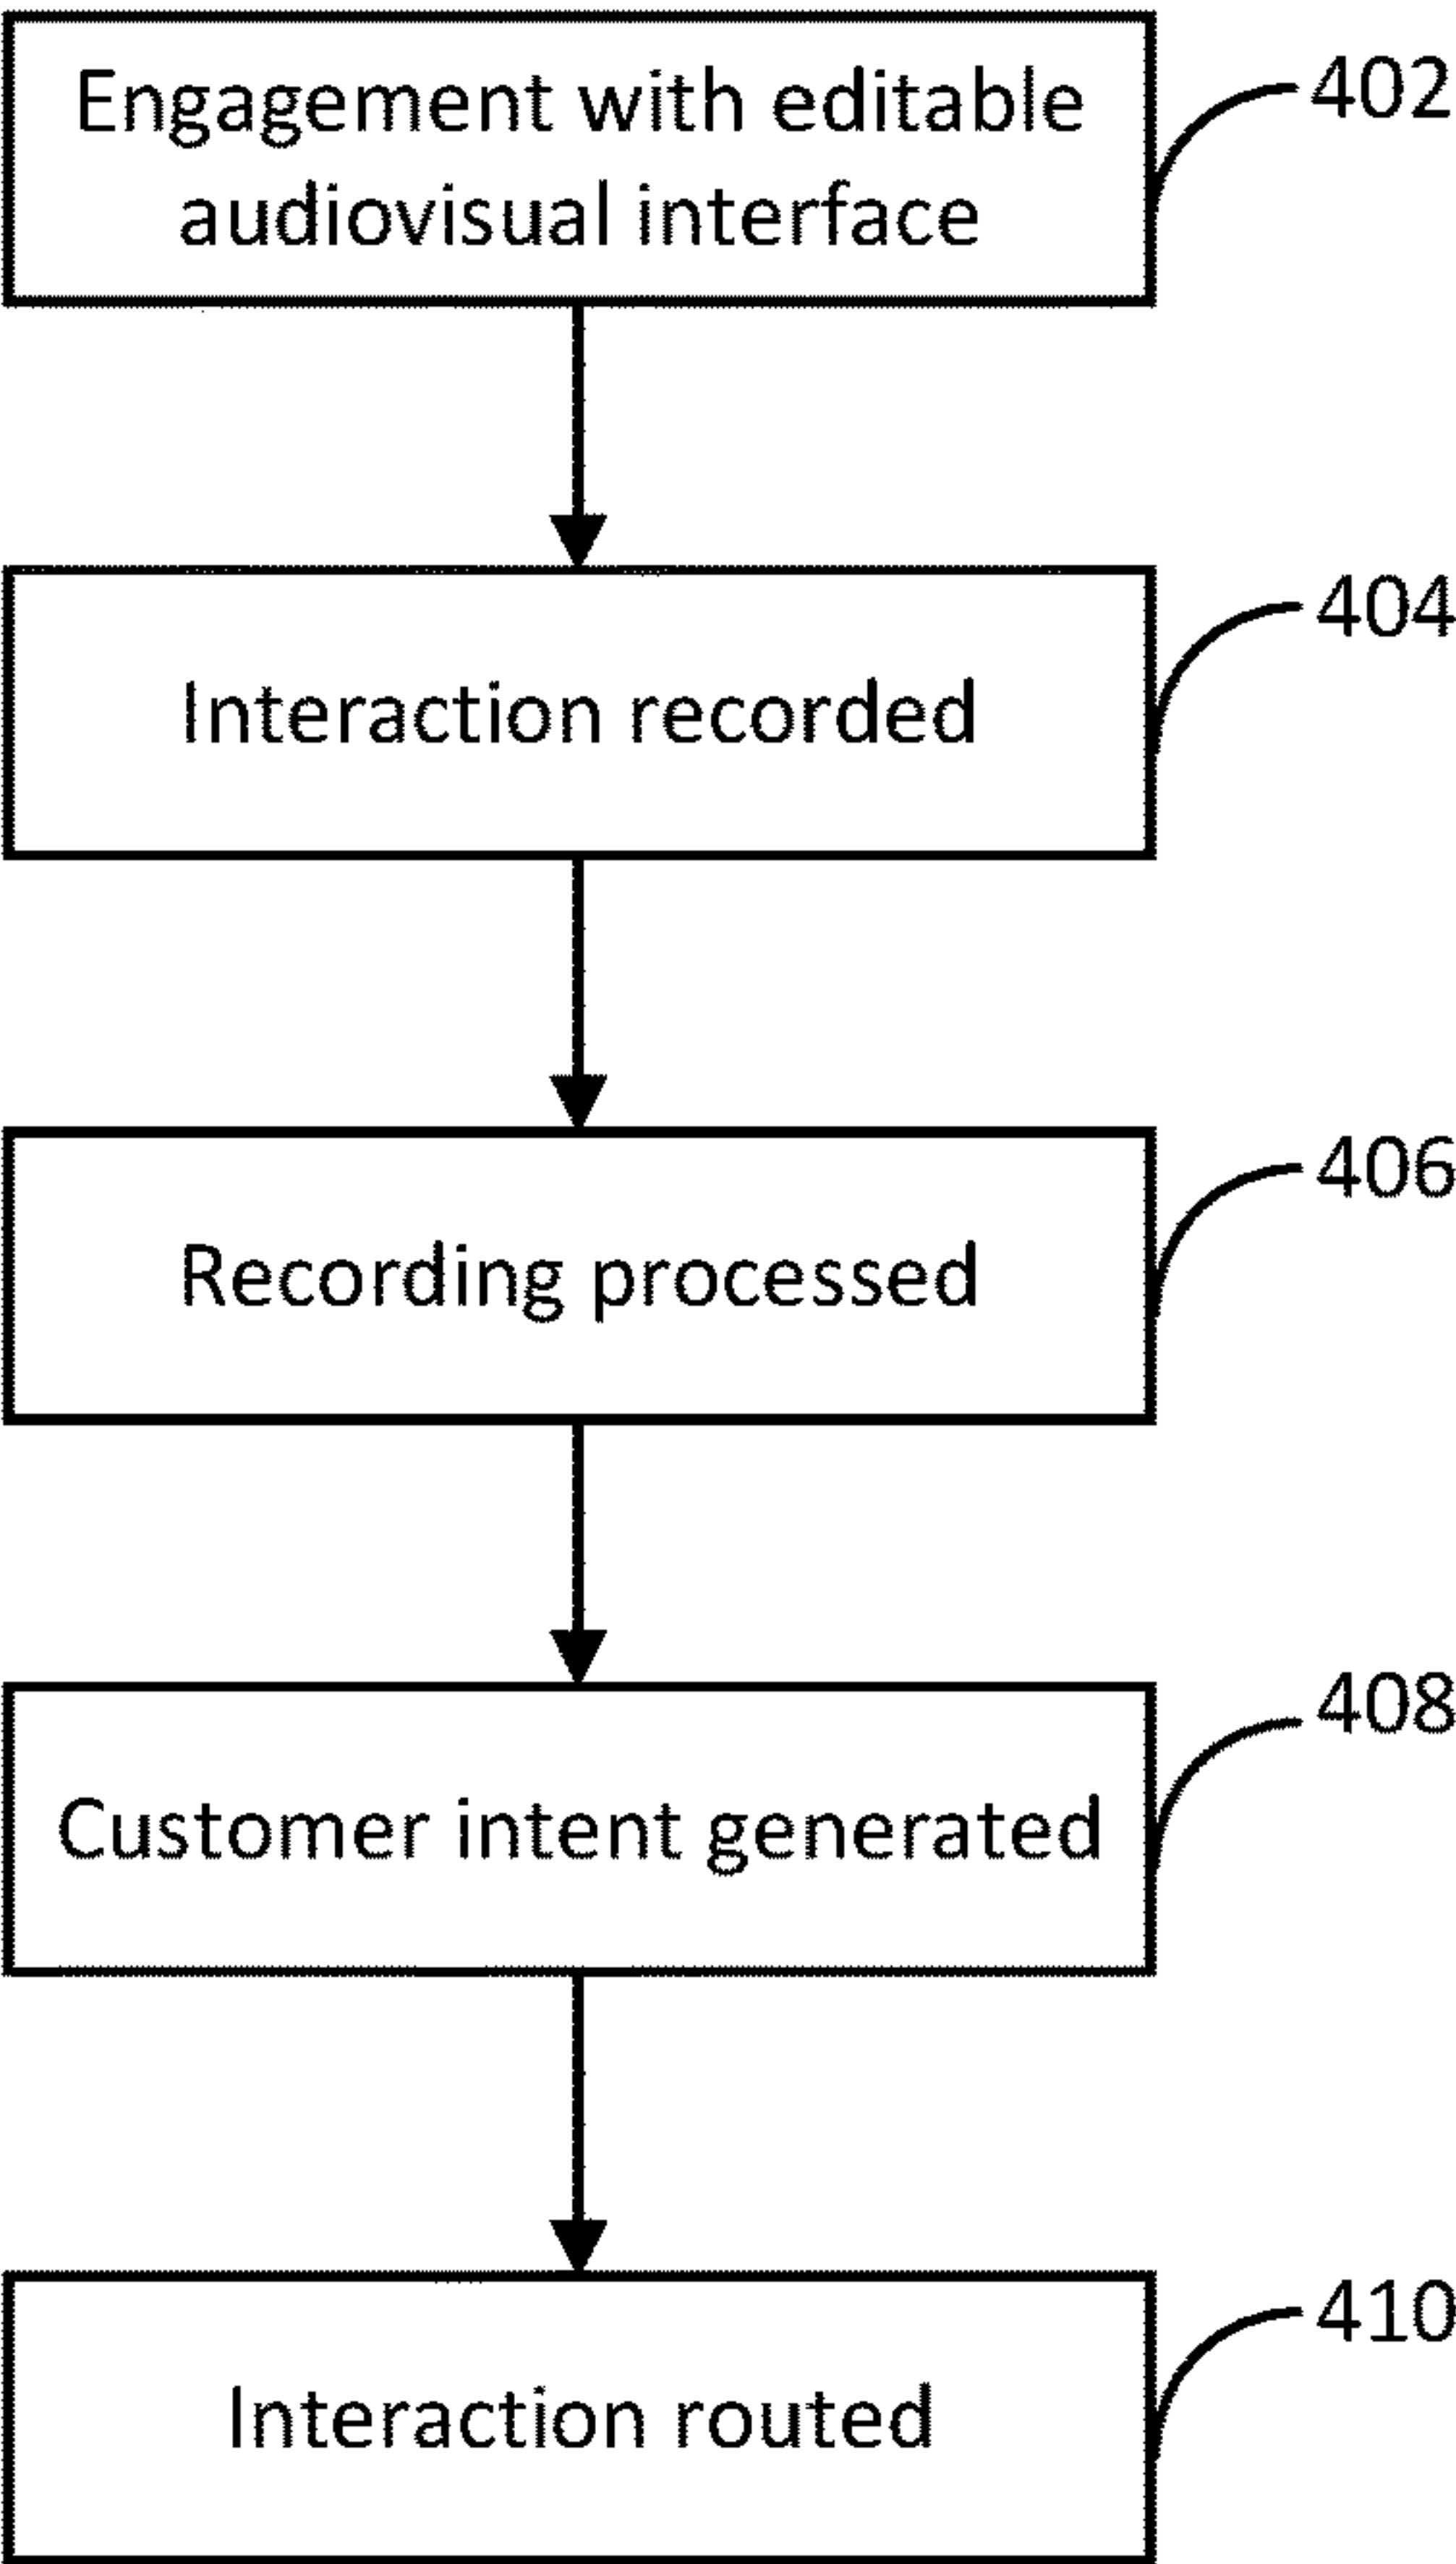 Engagement with editable
audiovisual interface
402
Interaction recorded
404
Recording processed
406
Customer intent generated
408
Interaction routed
410